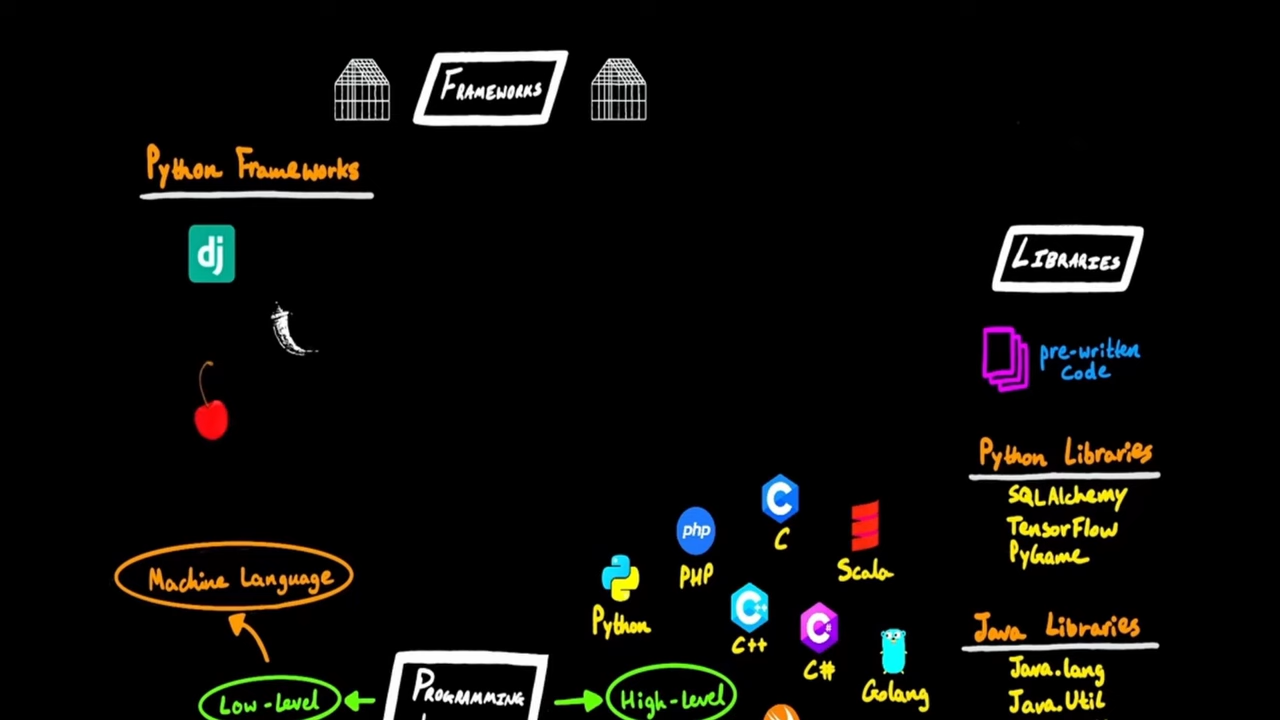 Frameworks
Python Frameworks
dj
Libraries
pre-written
code
Python Libraries
SQLAlchemy
TensorFlow
PyGame
C
C
php
PHP
Scala
Python
C++
C++
C#
C#
Golang
Machine Language
Java Libraries
Java.lang
Java.Util
Low-level
Programming
High-level